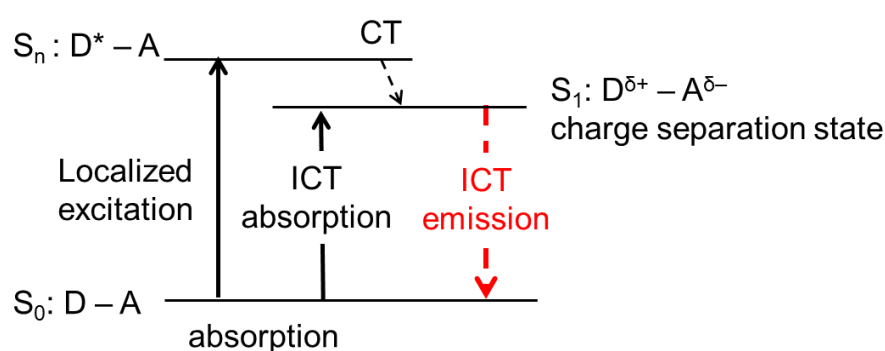 CT
Sₙ : D* – A
S₁: Dᵟ⁺ – Aᵟ⁻
charge separation state
Localized
excitation
ICT
absorption
ICT
emission
S₀: D – A
absorption